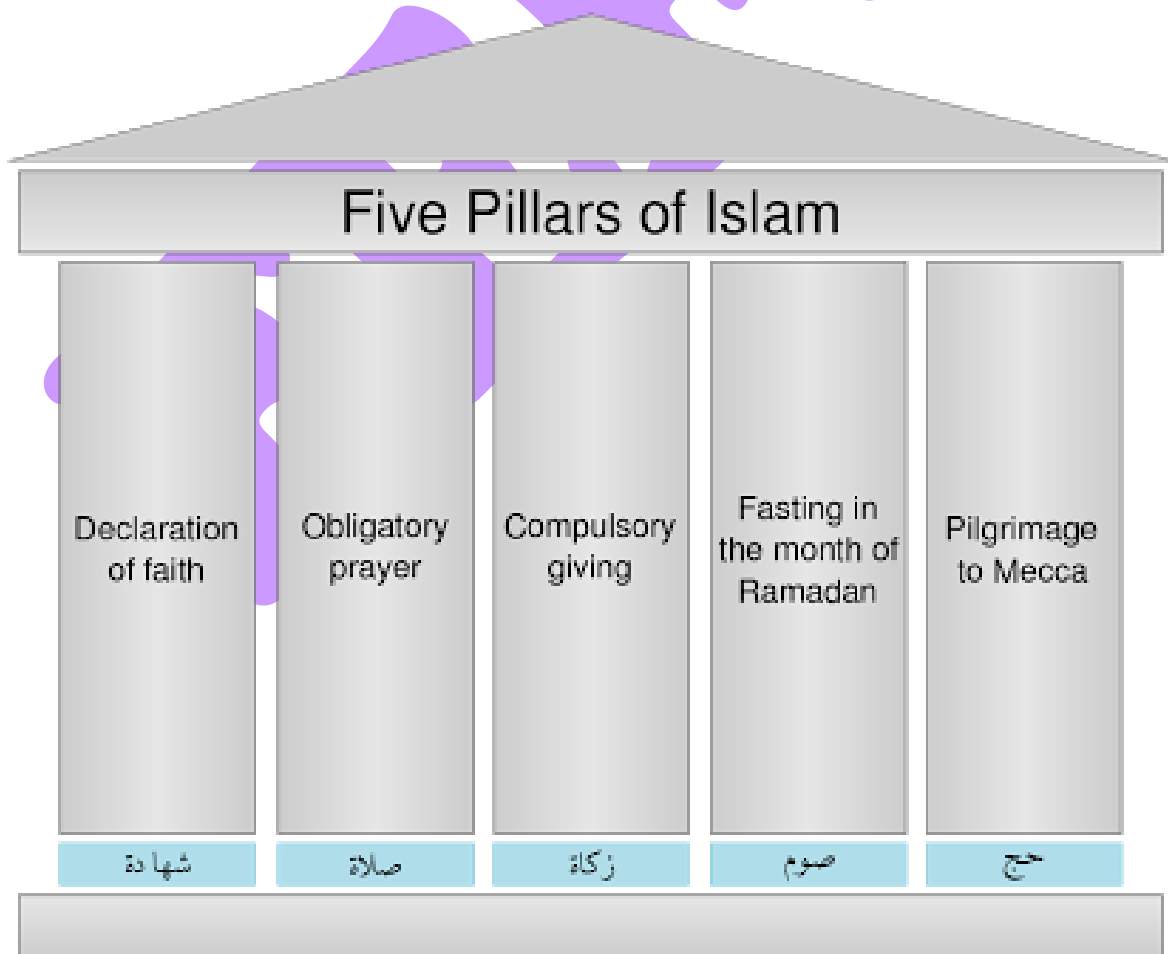 Five Pillars of Islam
Declaration
of faith
Obligatory
prayer
Compulsory
giving
Fasting in
the month of
Ramadan
Pilgrimage
to Mecca
شهادة
صلاة
زكاة
صوم
حج